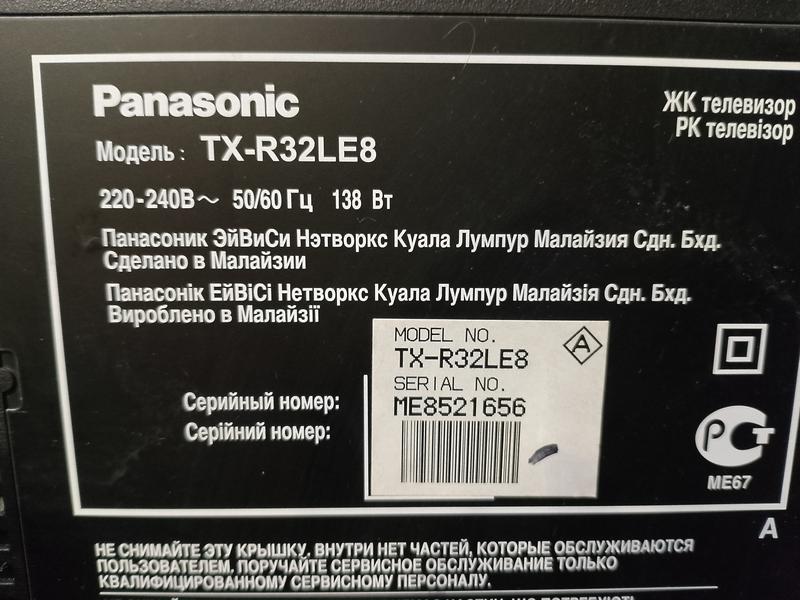 Panasonic
ЖК телевизор
РК телевізор
Модель : TX-R32LE8
220-240В~ 50/60 Гц 138 Вт
Панасоник ЭйВиСи Нэтворкс Куала Лумпур Малайзия Сдн. Бхд.
Сделано в Малайзии
Панасонік ЕйВіСі Нетворкс Куала Лумпур Малайзія Сдн. Бхд.
Вироблено в Малайзії
MODEL NO.
A
TX-R32LE8
SERIAL NO.
ME8521656
Серийный номер:
Серійний номер:
РСТ
ME67
A
НЕ СНИМАЙТЕ ЭТУ КРЫШКУ, ВНУТРИ НЕТ ЧАСТЕЙ, КОТОРЫЕ ОБСЛУЖИВАЮТСЯ
ПОЛЬЗОВАТЕЛЕМ. ПОРУЧАЙТЕ СЕРВИСНОЕ ОБСЛУЖИВАНИЕ ТОЛЬКО
КВАЛИФИЦИРОВАННОМУ СЕРВИСНОМУ ПЕРСОНАЛУ.